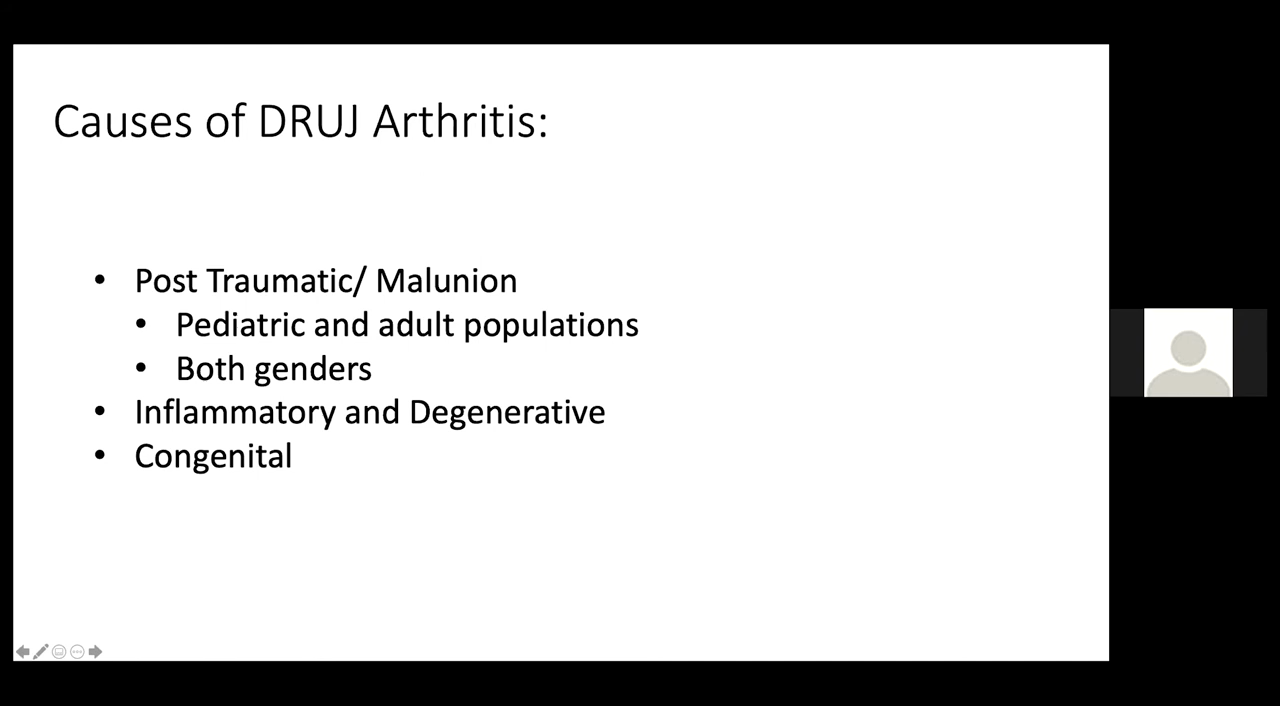 Causes of DRUJ Arthritis:
• Post Traumatic/ Malunion
• Pediatric and adult populations
• Both genders
• Inflammatory and Degenerative
• Congenital